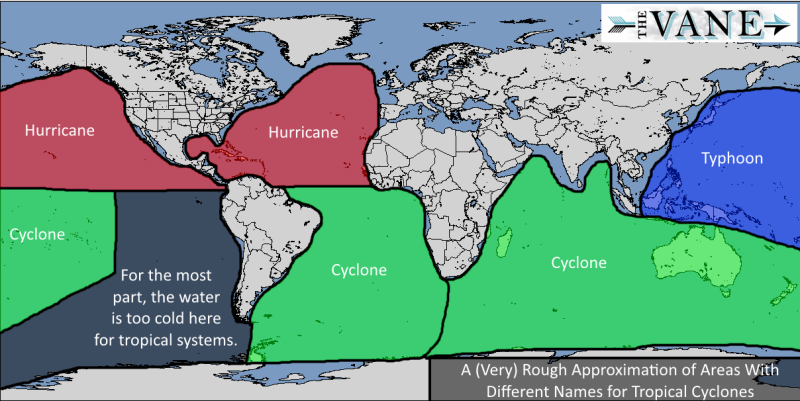 THE VANE
Hurricane
Hurricane
Typhoon
Cyclone
Cyclone
Cyclone
For the most
part, the water
is too cold here
for tropical systems.
A (Very) Rough Approximation of Areas With
Different Names for Tropical Cyclones